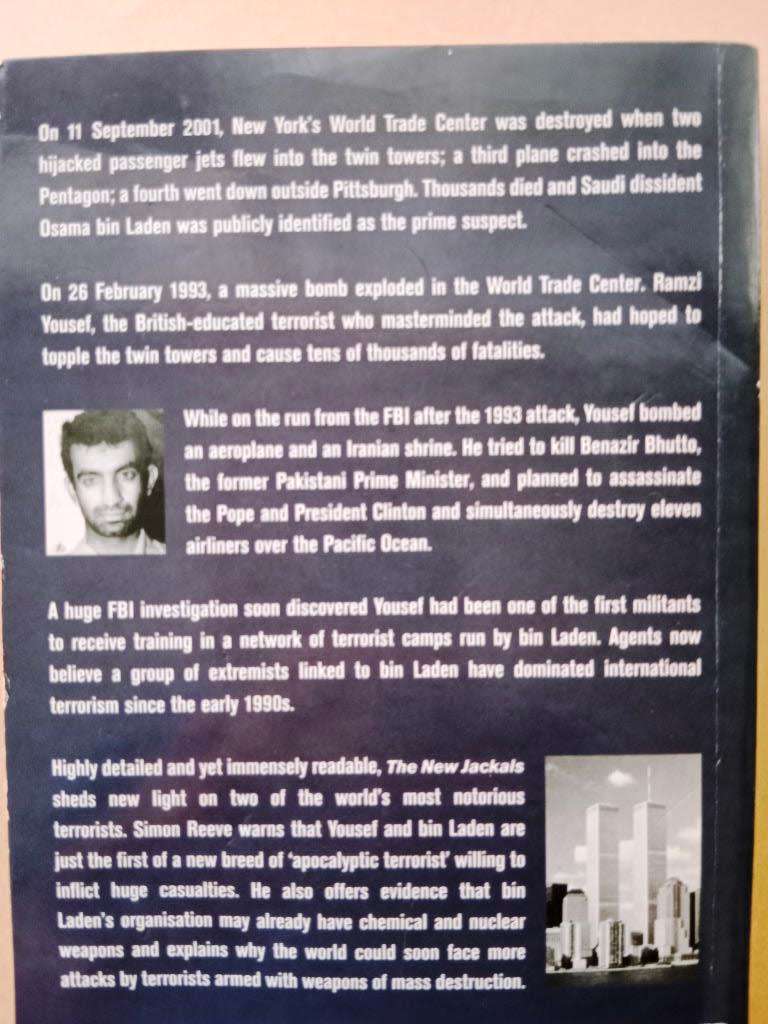 On 11 September 2001, New York's World Trade Center was destroyed when two
hijacked passenger jets flew into the twin towers; a third plane crashed into the
Pentagon; a fourth went down outside Pittsburgh. Thousands died and Saudi dissident
Osama bin Laden was publicly identified as the prime suspect.
On 26 February 1993, a massive bomb exploded in the World Trade Center. Ramzi
Yousef, the British-educated terrorist who masterminded the attack, had hoped to
topple the twin towers and cause tens of thousands of fatalities.
While on the run from the FBI after the 1993 attack, Yousef bombed
an aeroplane and an Iranian shrine. He tried to kill Benazir Bhutto,
the former Pakistani Prime Minister, and planned to assassinate
the Pope and President Clinton and simultaneously destroy eleven
airliners over the Pacific Ocean.
A huge FBI investigation soon discovered Yousef had been one of the first militants
to receive training in a network of terrorist camps run by bin Laden. Agents now
believe a group of extremists linked to bin Laden have dominated international
terrorism since the early 1990s.
Highly detailed and yet immensely readable, The New Jackals
sheds new light on two of the world's most notorious
terrorists. Simon Reeve warns that Yousef and bin Laden are
just the first of a new breed of 'apocalyptic terrorist' willing to
inflict huge casualties. He also offers evidence that bin
Laden's organisation may already have chemical and nuclear
weapons and explains why the world could soon face more
attacks by terrorists armed with weapons of mass destruction.